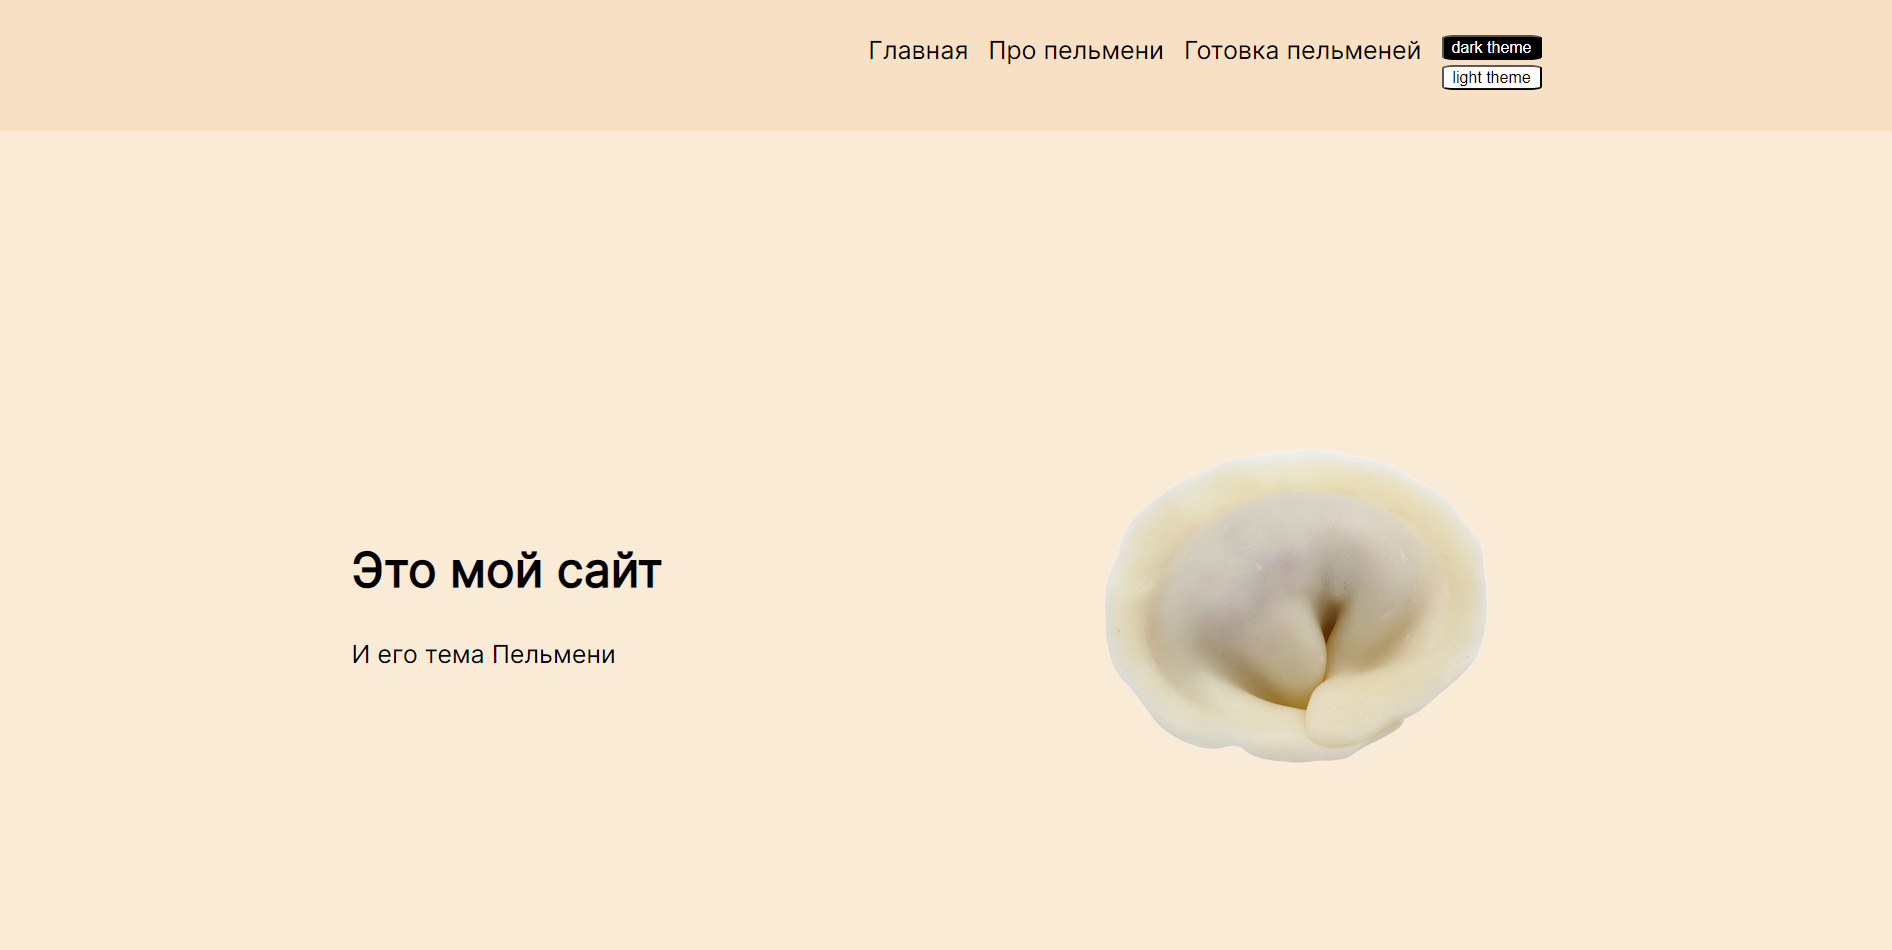 Главная Про пельмени Готовка пельменей dark theme
light theme
Это мой сайт
И его тема Пельмени